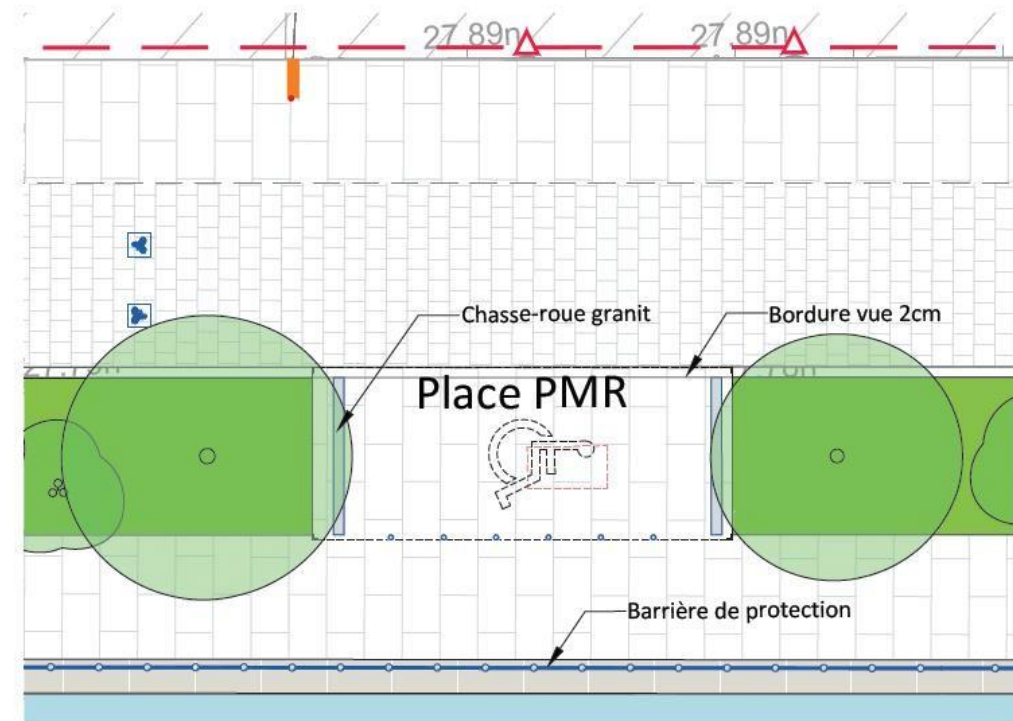 27.89n
27.89n
Chasse-roue granit
Bordure vue 2cm
Place PMR
Barrière de protection